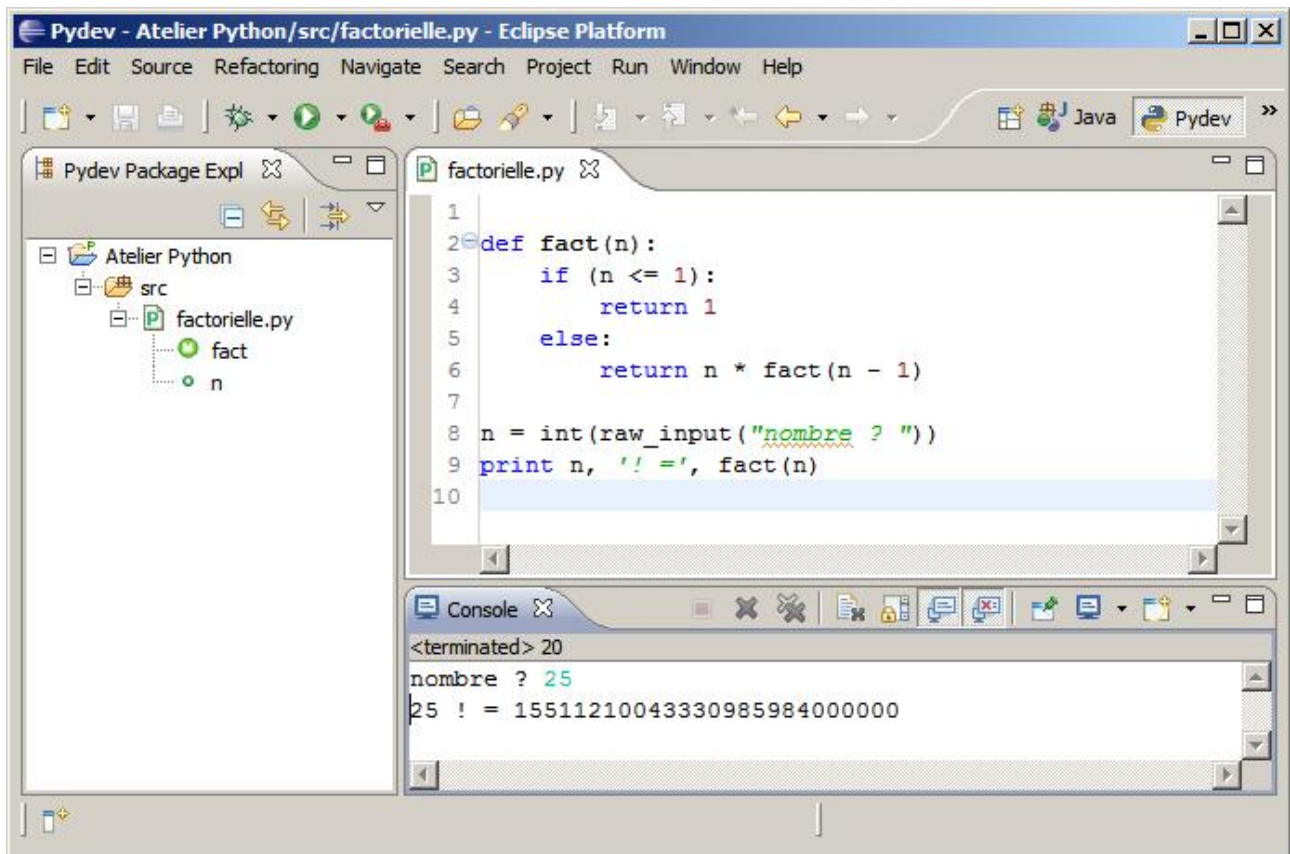 Pydev - Atelier Python/src/factorielle.py - Eclipse Platform
File Edit Source Refactoring Navigate Search Project Run Window Help
Java Pydev »
Pydev Package Expl
Atelier Python
src
factorielle.py
fact
n
factorielle.py
1
2 def fact(n):
3     if (n <= 1):
4         return 1
5     else:
6         return n * fact(n - 1)
7
8 n = int(raw_input("nombre ? "))
9 print n, '! =', fact(n)
10
Console
<terminated> 20
nombre ? 25
25 ! = 15511210043330985984000000